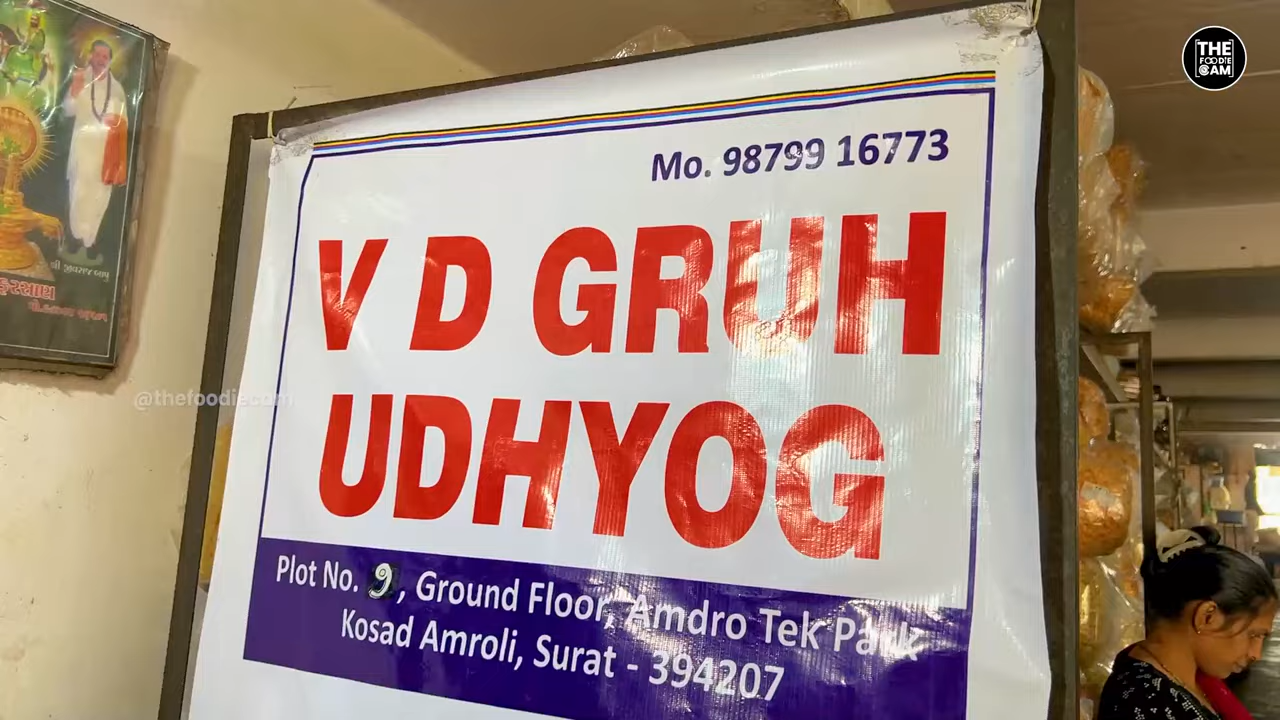 THE
FOODIE
CAM
Mo. 98799 16773
V D GRUH
UDHYOG
Plot No. 9, Ground Floor, Amdro Tek Park
Kosad Amroli, Surat - 394207
@thefoodiecam
શ્રી જીવરાજ બાપુ